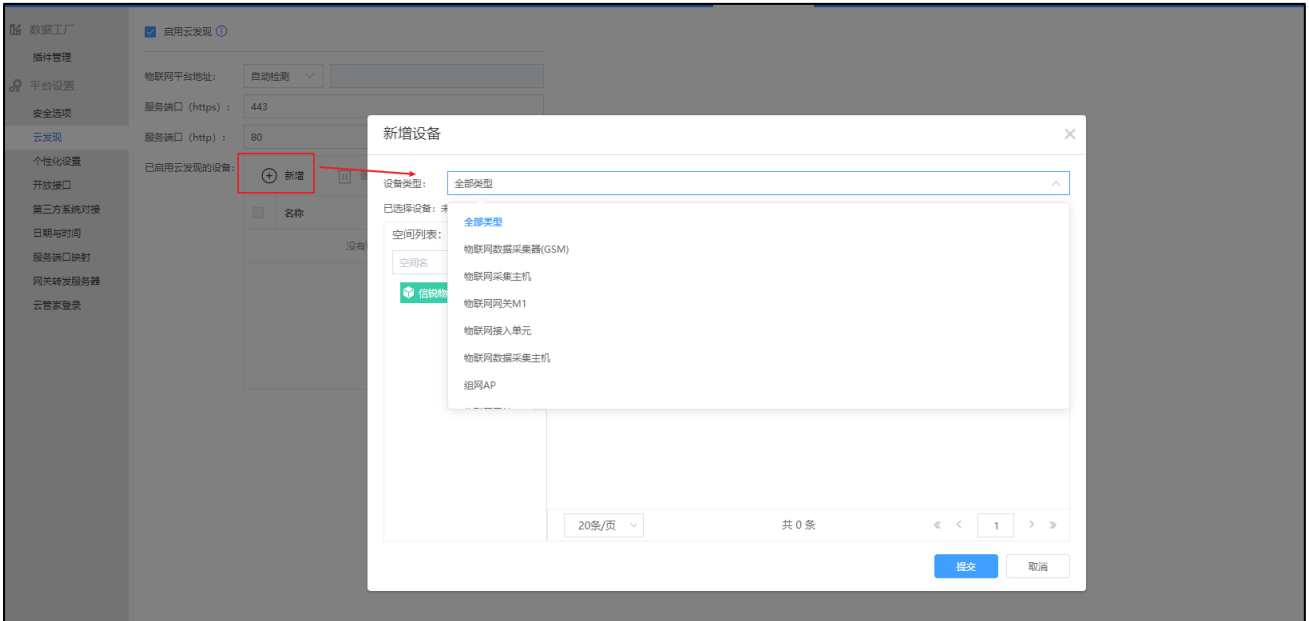 数据工厂
插件管理
平台设置
安全选项
云发现
个性化设置
开放接口
第三方系统对接
日期与时间
服务端口映射
网关转发服务器
云管家登录
启用云发现
物联网平台地址: 自动检测
服务端口 (https) : 443
服务端口 (http) : 80
已启用云发现的设备: 新增
名称
没有
新增设备
设备类型: 全部类型
已选择设备:
空间列表:
空间名
信锐物
全部类型
物联网数据采集器(GSM)
物联网采集主机
物联网网关M1
物联网接入单元
物联网数据采集主机
组网AP
20条/页 共 0 条 1
提交 取消